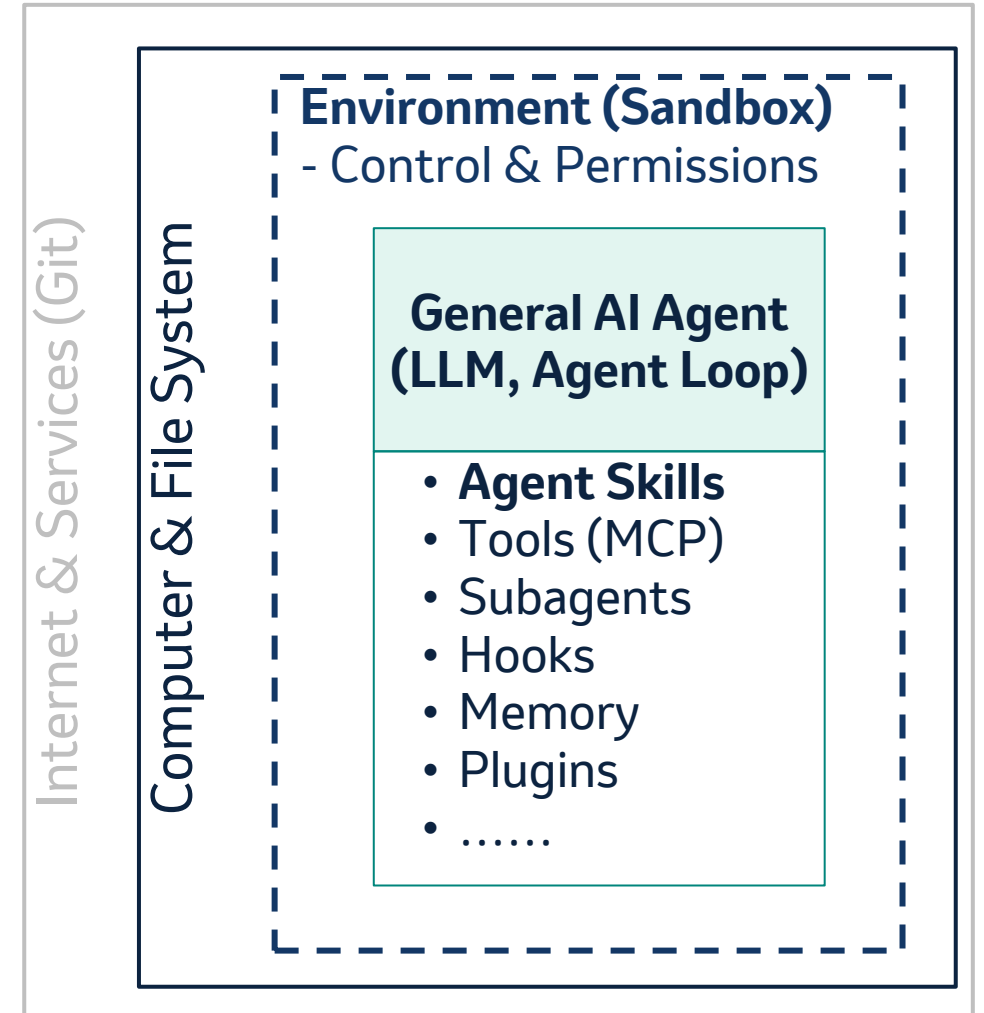 Internet & Services (Git)
Computer & File System
Environment (Sandbox)
- Control & Permissions
General AI Agent
(LLM, Agent Loop)
• Agent Skills
• Tools (MCP)
• Subagents
• Hooks
• Memory
• Plugins
• ......